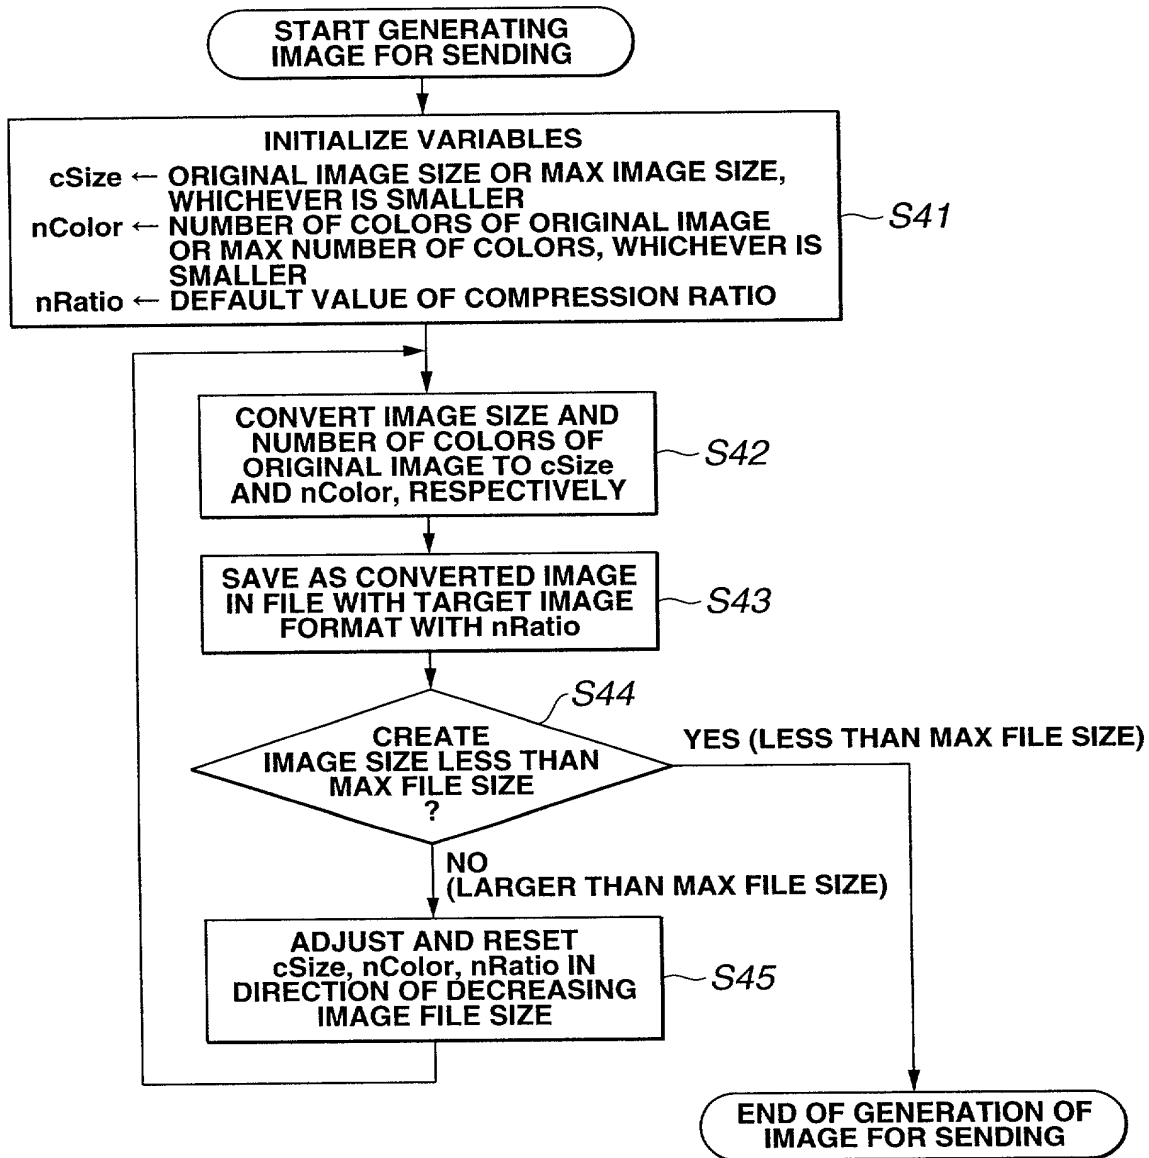 START GENERATING
IMAGE FOR SENDING
INITIALIZE VARIABLES
cSize ← ORIGINAL IMAGE SIZE OR MAX IMAGE SIZE,
WHICHEVER IS SMALLER
nColor ← NUMBER OF COLORS OF ORIGINAL IMAGE
OR MAX NUMBER OF COLORS, WHICHEVER IS
SMALLER
nRatio ← DEFAULT VALUE OF COMPRESSION RATIO
S41
CONVERT IMAGE SIZE AND
NUMBER OF COLORS OF
ORIGINAL IMAGE TO cSize
AND nColor, RESPECTIVELY
S42
SAVE AS CONVERTED IMAGE
IN FILE WITH TARGET IMAGE
FORMAT WITH nRatio
S43
S44
CREATE
IMAGE SIZE LESS THAN
MAX FILE SIZE
?
YES (LESS THAN MAX FILE SIZE)
NO
(LARGER THAN MAX FILE SIZE)
ADJUST AND RESET
cSize, nColor, nRatio IN
DIRECTION OF DECREASING
IMAGE FILE SIZE
S45
END OF GENERATION OF
IMAGE FOR SENDING